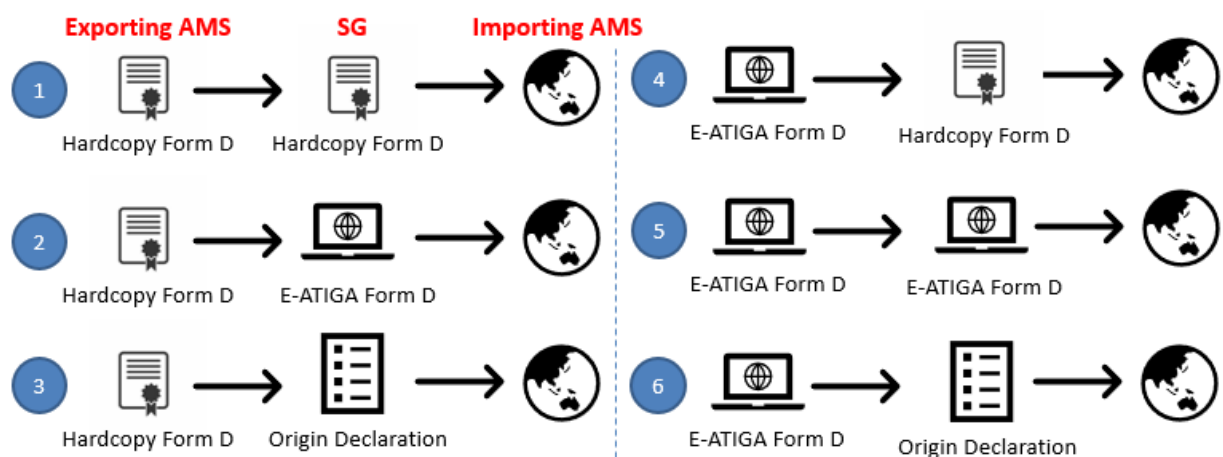 Exporting AMS SG Importing AMS
1
Hardcopy Form D Hardcopy Form D
2
Hardcopy Form D E-ATIGA Form D
3
Hardcopy Form D Origin Declaration
4
E-ATIGA Form D Hardcopy Form D
5
E-ATIGA Form D E-ATIGA Form D
6
E-ATIGA Form D Origin Declaration